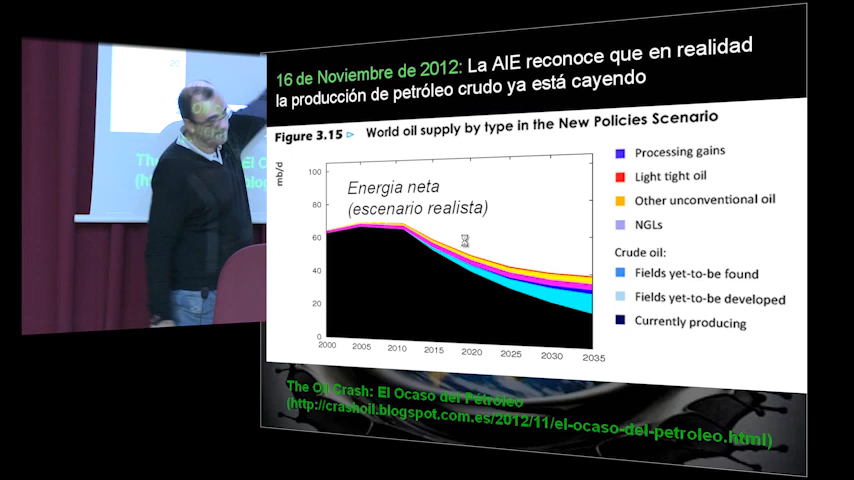 16 de Noviembre de 2012: La AIE reconoce que en realidad
la producción de petróleo crudo ya está cayendo
Figure 3.15 ▷ World oil supply by type in the New Policies Scenario
mb/d
100
80
60
40
20
0
2000 2005 2010 2015 2020 2025 2030 2035
Energia neta
(escenario realista)
Processing gains
Light tight oil
Other unconventional oil
NGLs
Crude oil:
Fields yet-to-be found
Fields yet-to-be developed
Currently producing
The Oil Crash: El Ocaso del Petróleo
(http://crashoil.blogspot.com.es/2012/11/el-ocaso-del-petroleo.html)